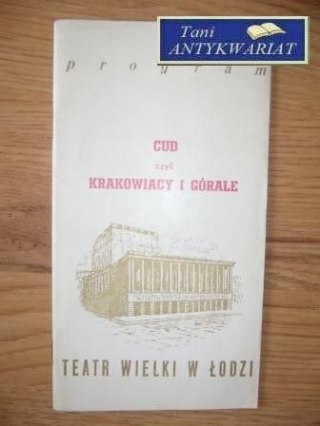 Tani
ANTYKWARIAT
program
CUD
czyli
KRAKOWIACY I GÓRALE
TEATR WIELKI W ŁODZI